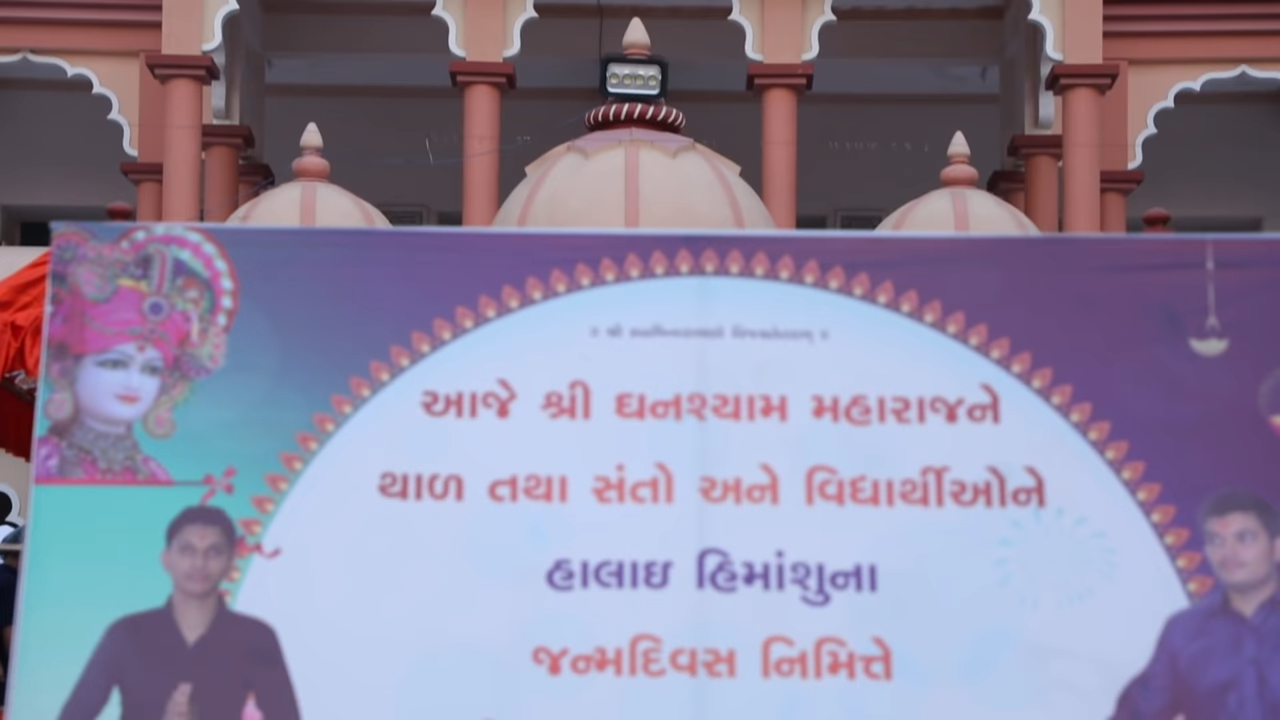 આજે શ્રી ઘનશ્યામ મહારાજને
થાળ તથા સંતો અને વિદ્યાર્થીઓને
હાલાઇ હિમાંશુના
જન્મદિવસ નિમિત્તે